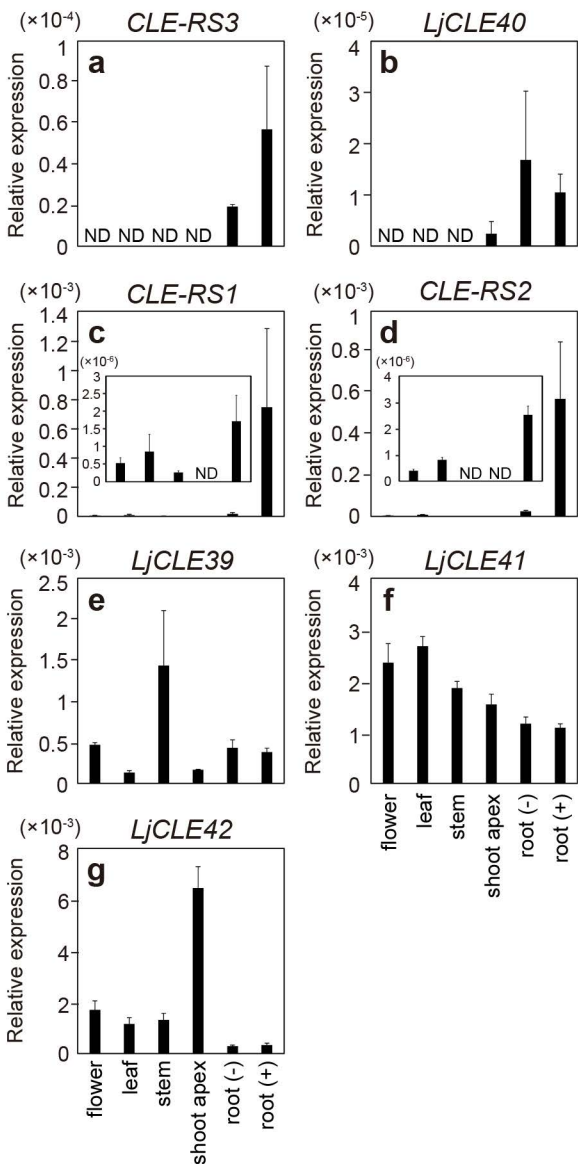 (×10⁻⁴) CLE-RS3
a
Relative expression
1
0.8
0.6
0.4
0.2
0
ND ND ND ND
(×10⁻⁵) LjCLE40
b
Relative expression
4
3
2
1
0
ND ND ND
(×10⁻³) CLE-RS1
c
Relative expression
1.4
1.2
1
0.8
0.6
0.4
0.2
0
(×10⁻⁶)
3
2.5
2
1.5
1
0.5
0
ND
(×10⁻³) CLE-RS2
d
Relative expression
1
0.8
0.6
0.4
0.2
0
(×10⁻⁶)
4
3
2
1
0
ND ND
(×10⁻³) LjCLE39
e
Relative expression
2.5
2
1.5
1
0.5
0
(×10⁻³) LjCLE41
f
Relative expression
4
3
2
1
0
flower
leaf
stem
shoot apex
root (-)
root (+)
(×10⁻³) LjCLE42
g
Relative expression
8
6
4
2
0
flower
leaf
stem
shoot apex
root (-)
root (+)